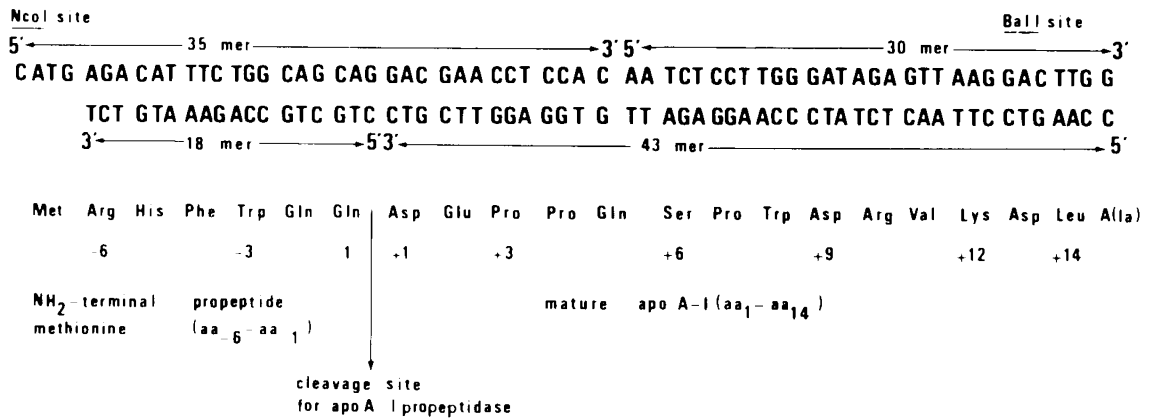 NcoI site BalI site
5' 35 mer 3' 5' 30 mer 3'
CATG AGA CAT TTC TGG CAG CAG GAC GAA CCT CCA C AA TCT CCT TGG GAT AGA GTT AAG GAC TTG G
TCT GTA AAG ACC GTC GTC CTG CTT GGA GGT G TT AGA GGA ACC CTA TCT CAA TTC CTG AAC C
3' 18 mer 5' 3' 43 mer 5'
Met Arg His Phe Trp Gln Gln Asp Glu Pro Pro Gln Ser Pro Trp Asp Arg Val Lys Asp Leu A(la)
-6 -3 1 +1 +3 +6 +9 +12 +14
NH2-terminal propeptide mature apo A-I (aa1-aa14)
methionine (aa-6-aa 1)
cleavage site
for apo A I propeptidase